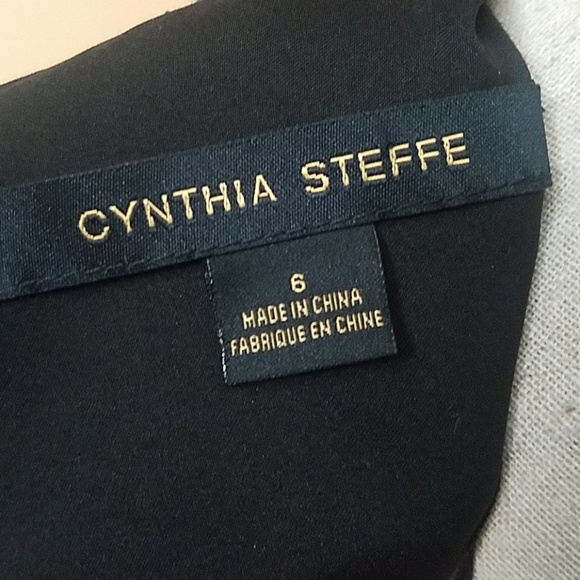 CYNTHIA STEFFE
6
MADE IN CHINA
FABRIQUE EN CHINE